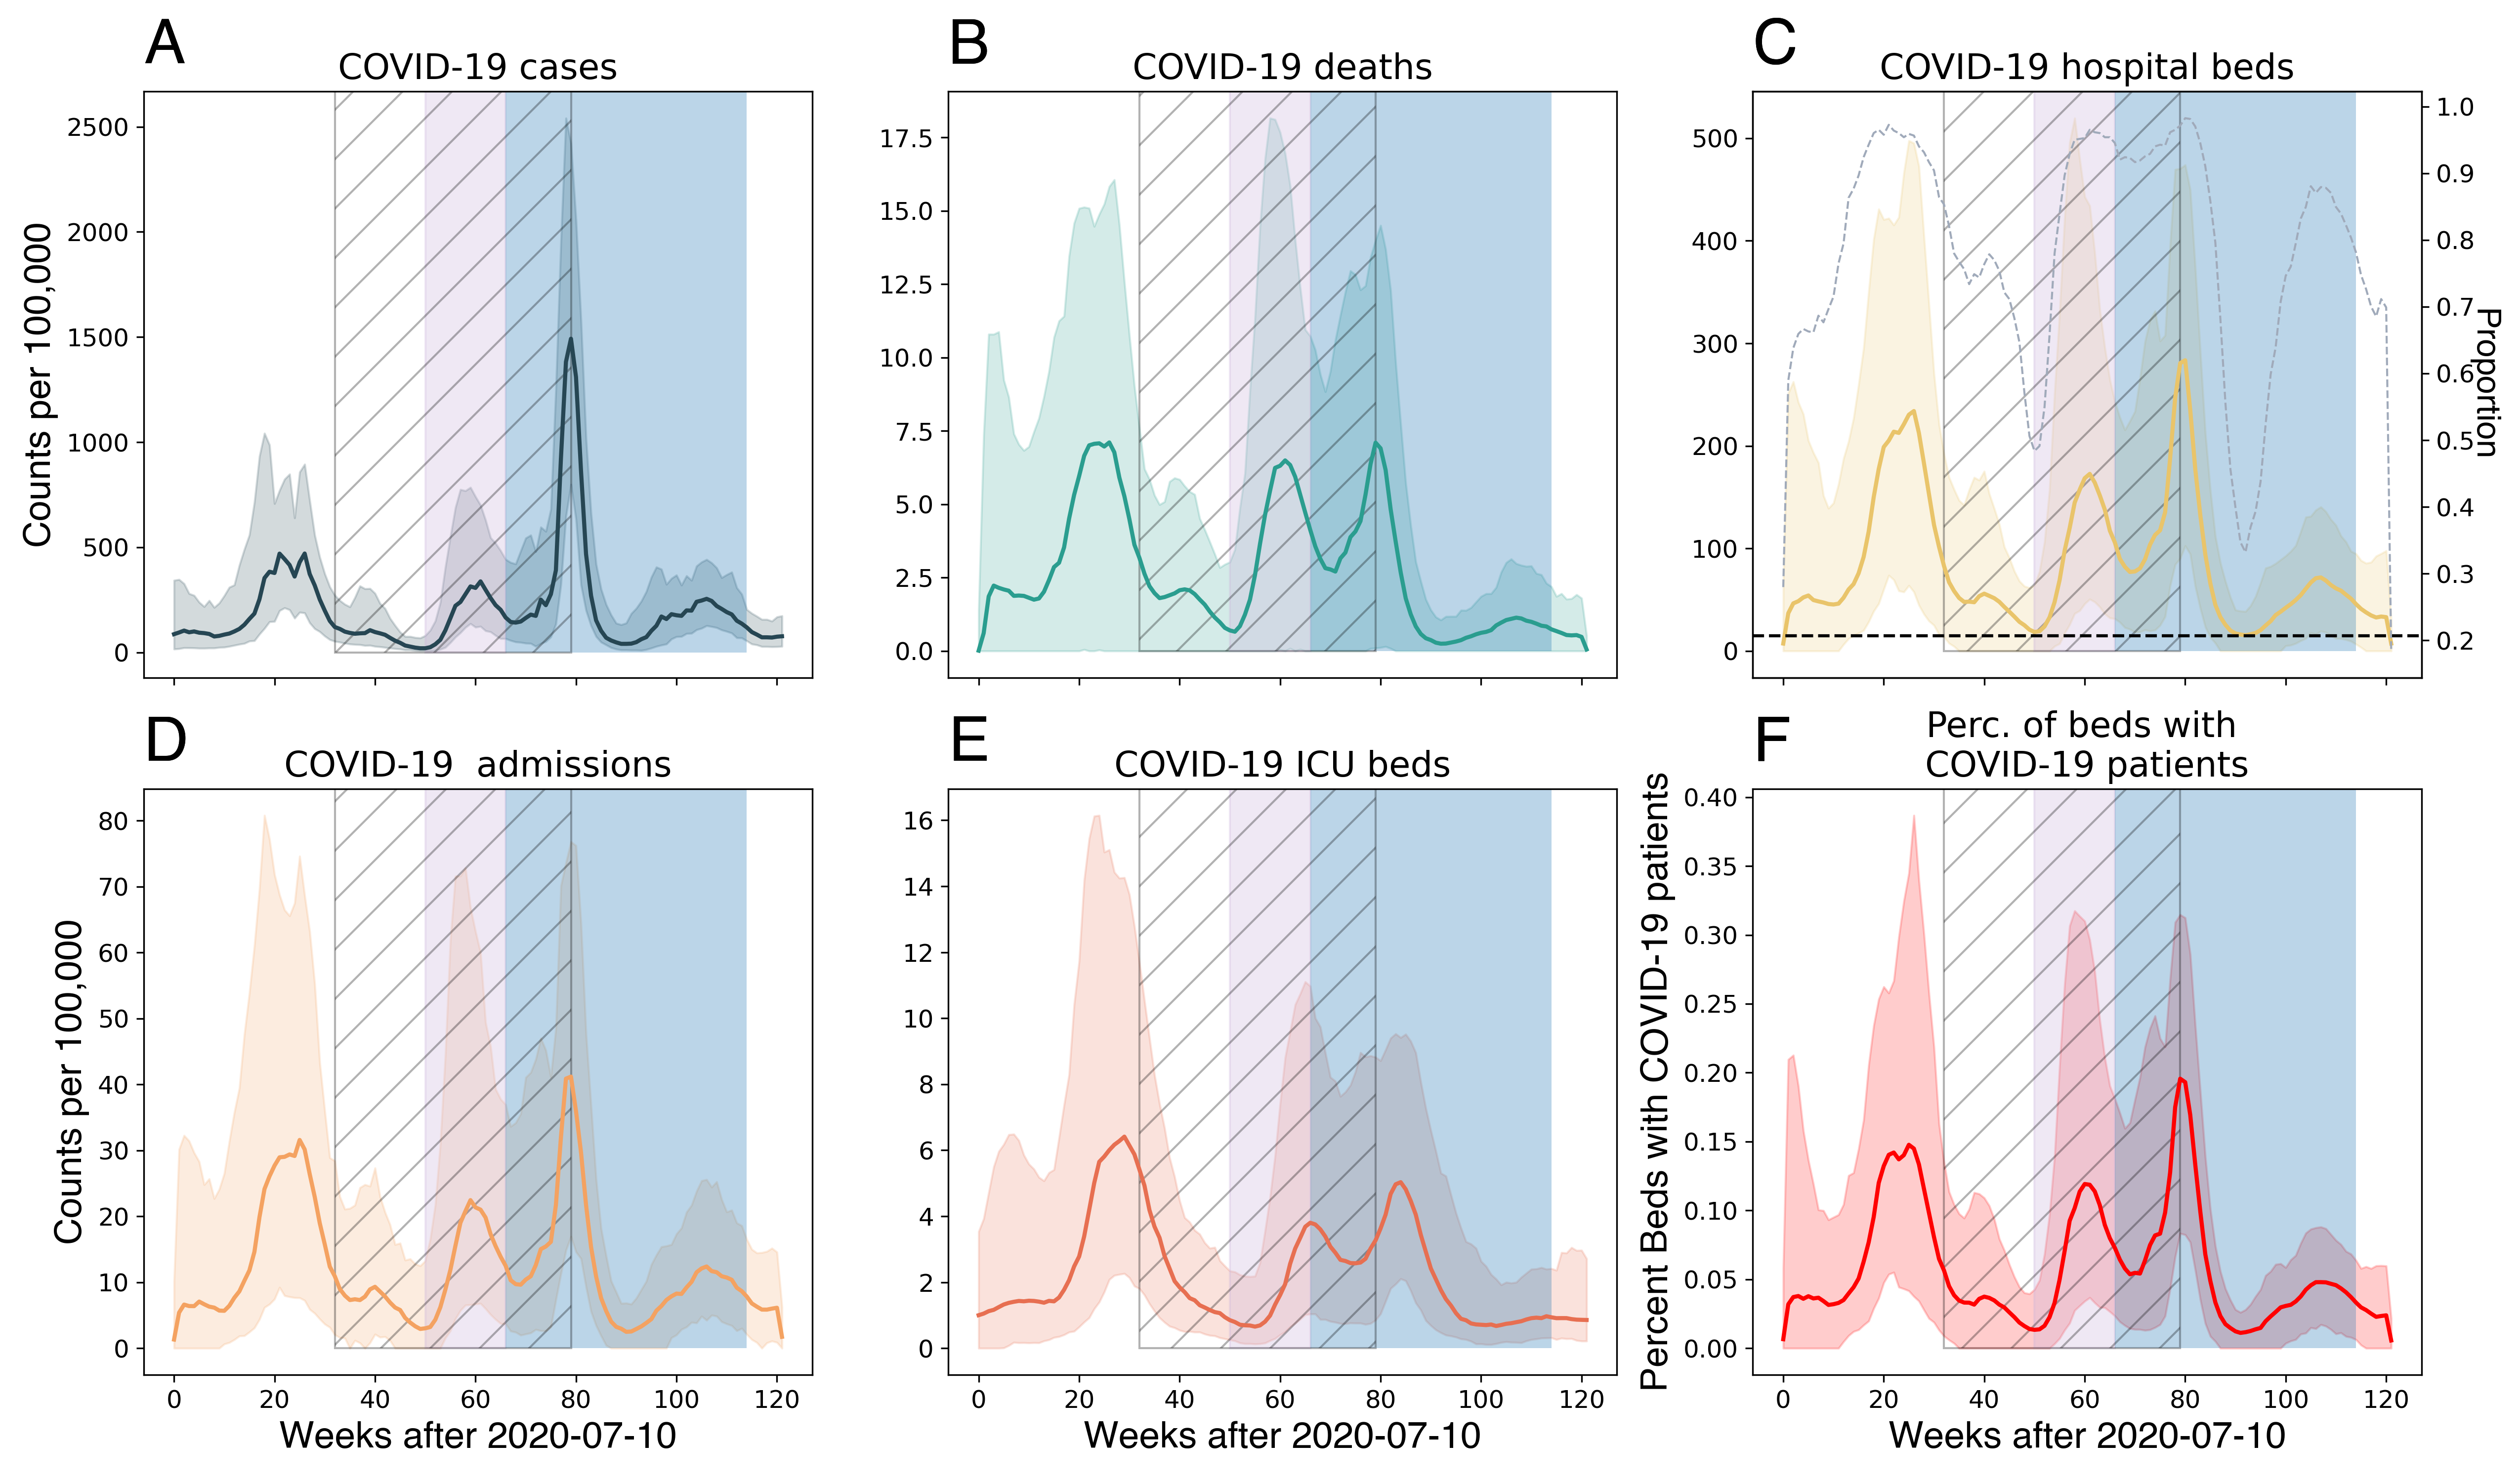 A
COVID-19 cases
Counts per 100,000
2500
2000
1500
1000
500
0
B
COVID-19 deaths
17.5
15.0
12.5
10.0
7.5
5.0
2.5
0.0
C
COVID-19 hospital beds
500
400
300
200
100
0
1.0
0.9
0.8
0.7
0.6
0.5
0.4
0.3
0.2
Proportion
D
COVID-19 admissions
Counts per 100,000
80
70
60
50
40
30
20
10
0
0 20 40 60 80 100 120
Weeks after 2020-07-10
E
COVID-19 ICU beds
16
14
12
10
8
6
4
2
0
0 20 40 60 80 100 120
Weeks after 2020-07-10
F
Perc. of beds with
COVID-19 patients
Percent Beds with COVID-19 patients
0.40
0.35
0.30
0.25
0.20
0.15
0.10
0.05
0.00
0 20 40 60 80 100 120
Weeks after 2020-07-10